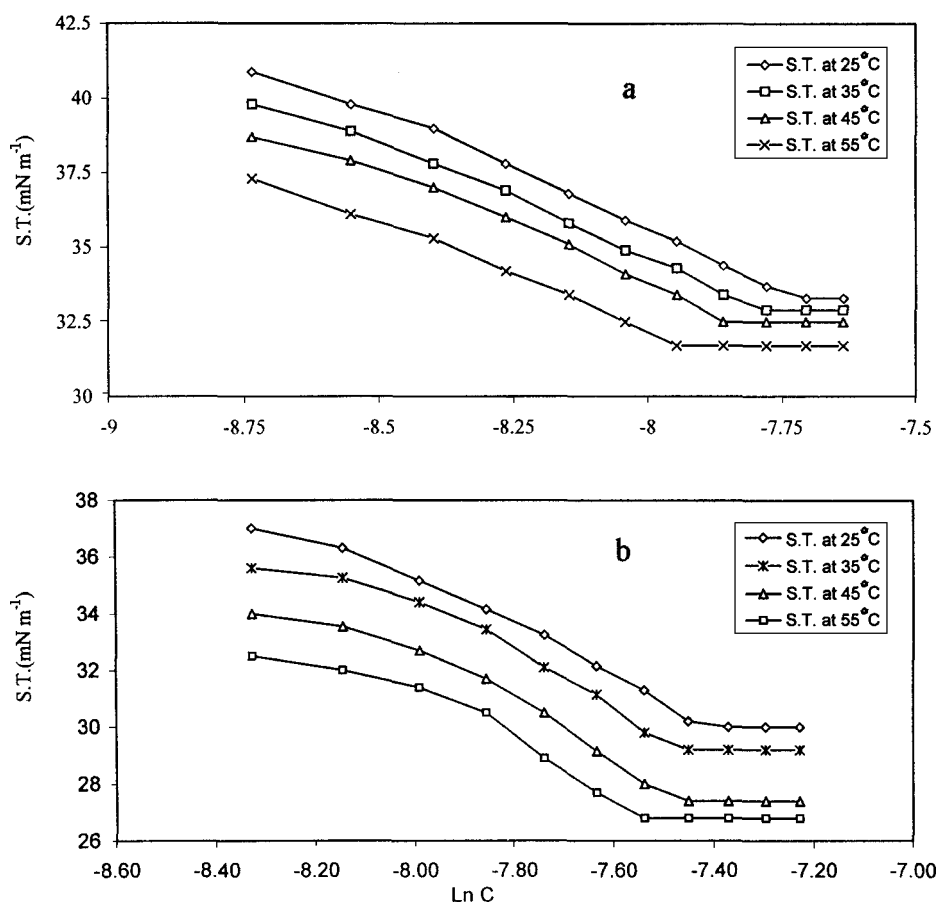 42.5
40
37.5
35
32.5
30
S.T.(mN m⁻¹)
a
S.T. at 25°C
S.T. at 35°C
S.T. at 45°C
S.T. at 55°C
-9
-8.75
-8.5
-8.25
-8
-7.75
-7.5
38
36
34
32
30
28
26
S.T.(mN m⁻¹)
b
S.T. at 25°C
S.T. at 35°C
S.T. at 45°C
S.T. at 55°C
-8.60
-8.40
-8.20
-8.00
-7.80
-7.60
-7.40
-7.20
-7.00
Ln C